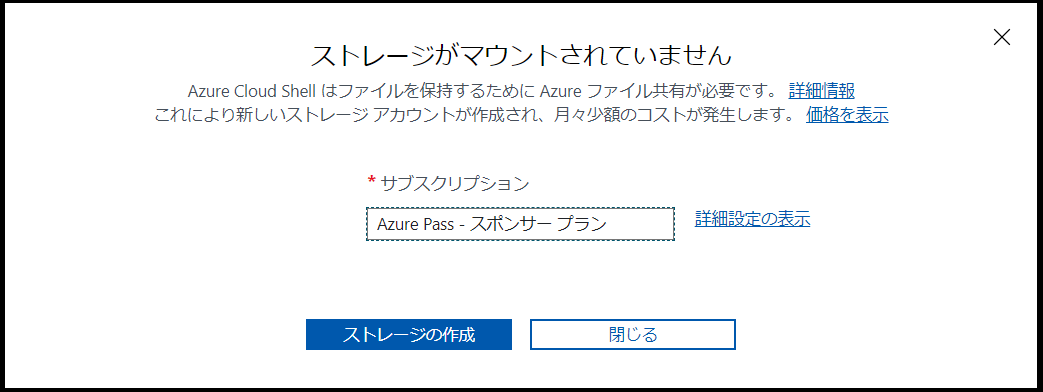 ストレージがマウントされていません
Azure Cloud Shell はファイルを保持するために Azure ファイル共有が必要です。 詳細情報
これにより新しいストレージ アカウントが作成され、月々少額のコストが発生します。 価格を表示
* サブスクリプション
Azure Pass - スポンサー プラン
詳細設定の表示
ストレージの作成
閉じる